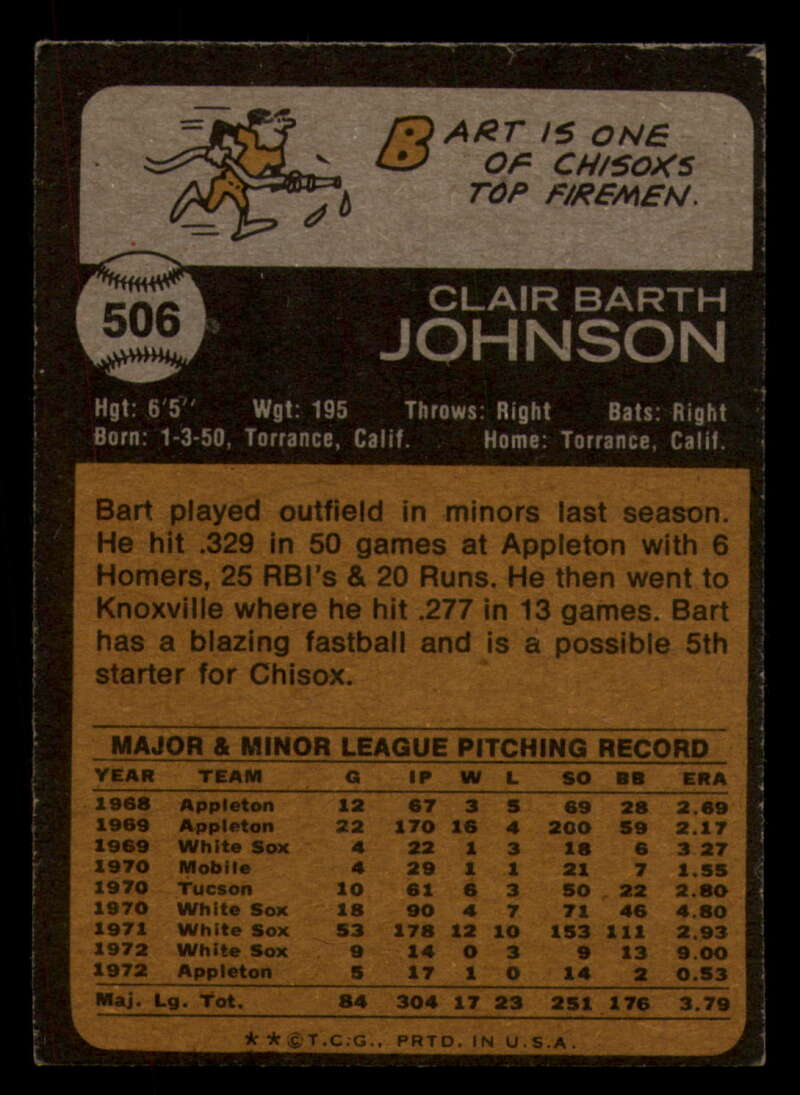 BART IS ONE
OF CHISOXS
TOP FIREMEN.
506
CLAIR BARTH
JOHNSON
Hgt: 6'5" Wgt: 195 Throws: Right Bats: Right
Born: 1-3-50, Torrance, Calif. Home: Torrance, Calif.
Bart played outfield in minors last season.
He hit .329 in 50 games at Appleton with 6
Homers, 25 RBI's & 20 Runs. He then went to
Knoxville where he hit .277 in 13 games. Bart
has a blazing fastball and is a possible 5th
starter for Chisox.
MAJOR & MINOR LEAGUE PITCHING RECORD
YEAR TEAM G IP W L SO BB ERA
1968 Appleton 12 67 3 5 69 28 2.69
1969 Appleton 22 170 16 4 200 59 2.17
1969 White Sox 4 22 1 3 18 6 3.27
1970 Mobile 4 29 1 1 21 7 1.55
1970 Tucson 10 61 6 3 50 22 2.80
1970 White Sox 18 90 4 7 71 46 4.80
1971 White Sox 53 178 12 10 153 111 2.93
1972 White Sox 9 14 0 3 9 13 9.00
1972 Appleton 5 17 1 0 14 2 0.53
Maj. Lg. Tot. 84 304 17 23 251 176 3.79
* * © T.C.G., PRTD. IN U.S.A.